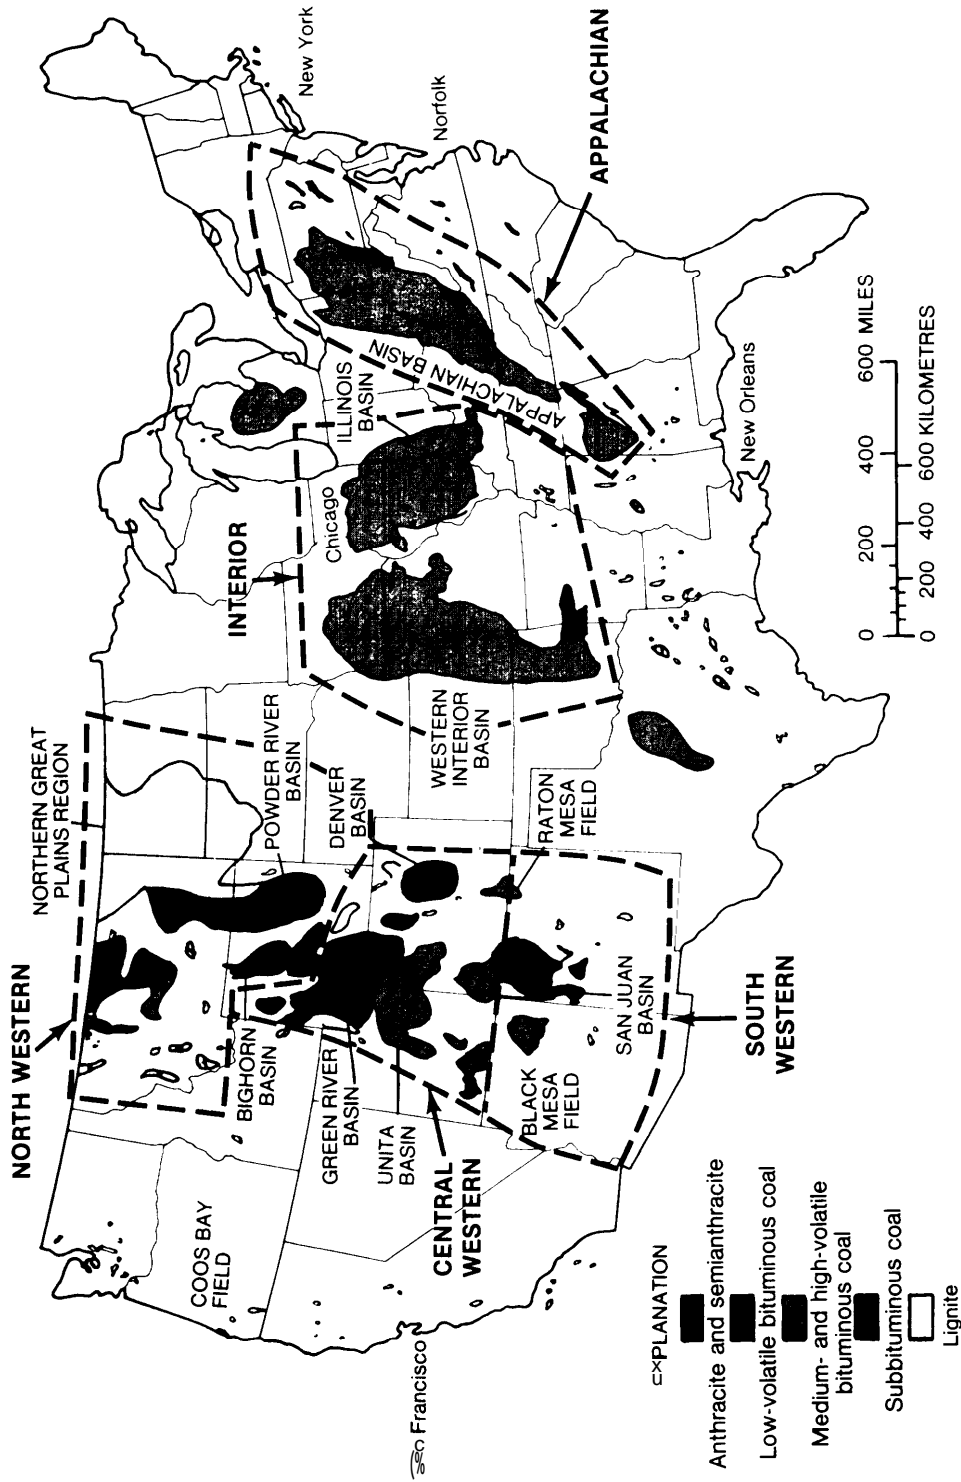 NORTH WESTERN
NORTHERN GREAT
PLAINS REGION
INTERIOR
POWDER RIVER
BASIN
DENVER
BASIN
BIGHORN
BASIN
GREEN RIVER
BASIN
UNITA
BASIN
CENTRAL
WESTERN
COOS BAY
FIELD
Francisco
WESTERN
INTERIOR
BASIN
RATON
MESA
FIELD
BLACK
MESA
FIELD
SAN JUAN
BASIN
SOUTH
WESTERN
Chicago
ILLINOIS
BASIN
APPALACHIAN BASIN
New York
Norfolk
APPALACHIAN
New Orleans
0 200 400 600 MILES
0 200 400 600 KILOMETRES
EXPLANATION
Anthracite and semianthracite
Low-volatile bituminous coal
Medium- and high-volatile
bituminous coal
Subbituminous coal
Lignite